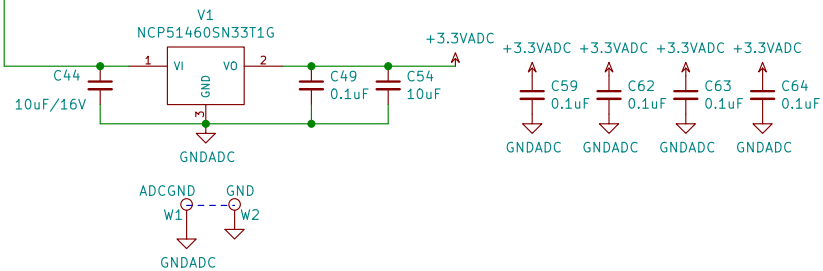 V1
NCP51460SN33T1G
1
VI
VO
2
GND
3
C44
10uF/16V
C49
0.1uF
C54
10uF
+3.3VADC
GNDADC
+3.3VADC
+3.3VADC
+3.3VADC
+3.3VADC
C59
0.1uF
C62
0.1uF
C63
0.1uF
C64
0.1uF
GNDADC
GNDADC
GNDADC
GNDADC
ADCGND
GND
W1
W2
GNDADC